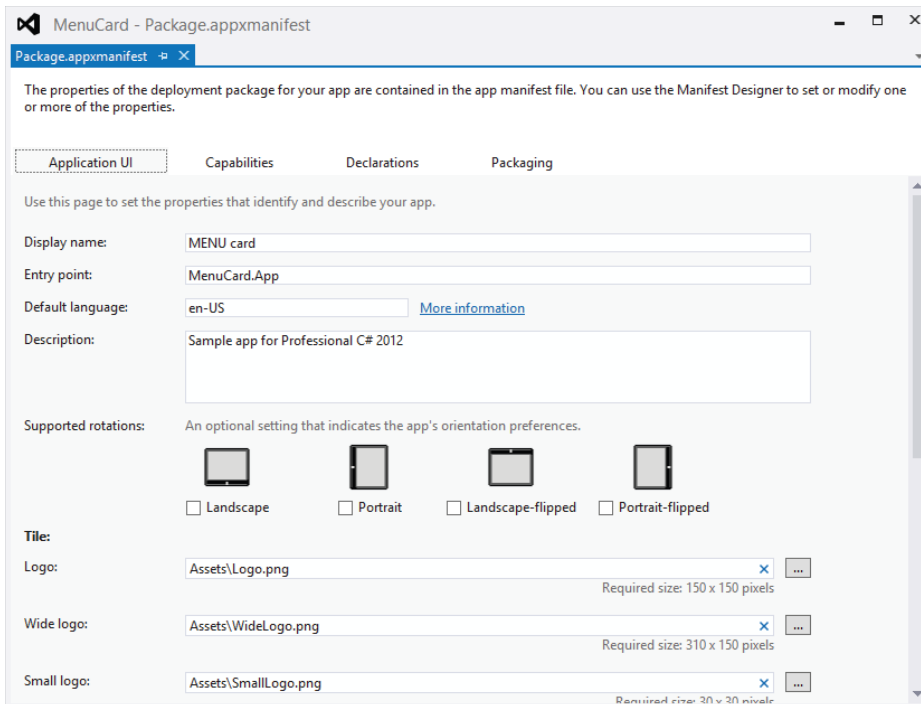 MenuCard - Package.appxmanifest
Package.appxmanifest
The properties of the deployment package for your app are contained in the app manifest file. You can use the Manifest Designer to set or modify one
or more of the properties.
Application UI Capabilities Declarations Packaging
Use this page to set the properties that identify and describe your app.
Display name: MENU card
Entry point: MenuCard.App
Default language: en-US More information
Description: Sample app for Professional C# 2012
Supported rotations: An optional setting that indicates the app's orientation preferences.
Landscape Portrait Landscape-flipped Portrait-flipped
Tile:
Logo: Assets\Logo.png ...
Required size: 150 x 150 pixels
Wide logo: Assets\WideLogo.png ...
Required size: 310 x 150 pixels
Small logo: Assets\SmallLogo.png ...
Required size: 30 x 30 pixels